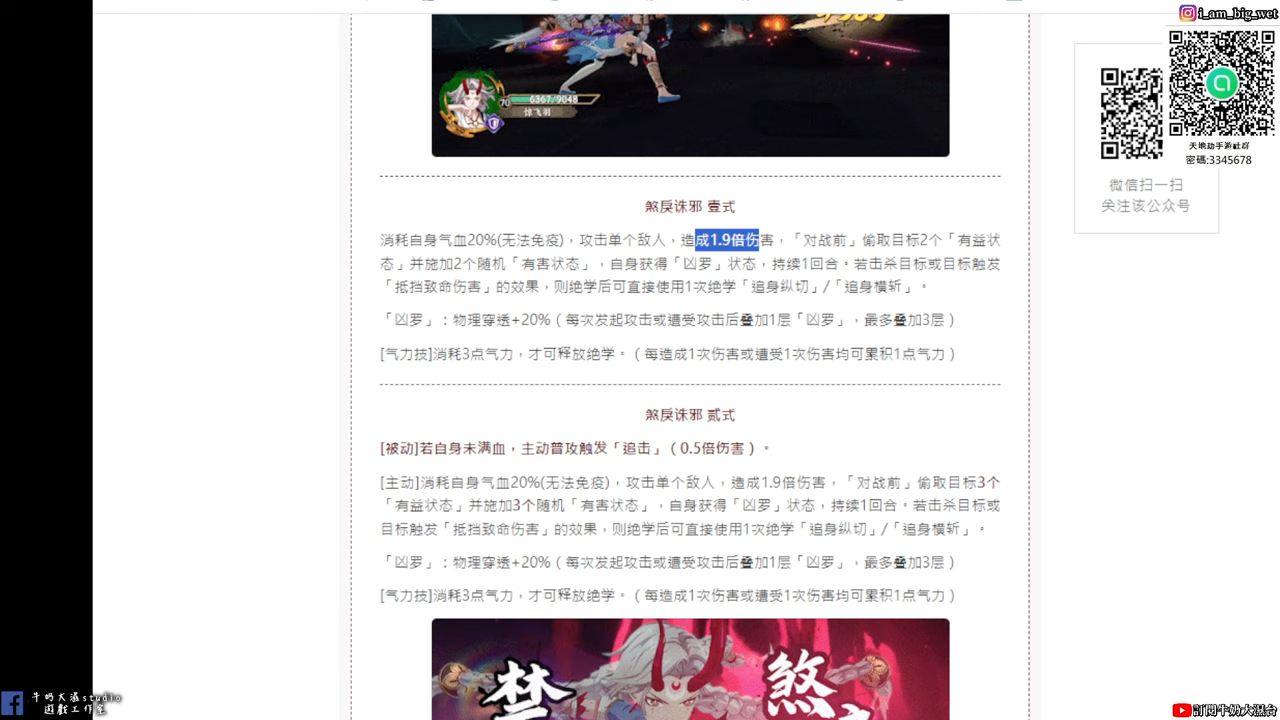 i_am_big_wet
6367/9048
70
惊飞羽
天地劫手游社群
密碼:3345678
微信扫一扫
关注该公众号
煞戾诛邪 壹式
消耗自身气血20%(无法免疫)，攻击单个敌人，造成1.9倍伤害，「对战前」偷取目标2个「有益状
态」并施加2个随机「有害状态」，自身获得「凶罗」状态，持续1回合。若击杀目标或目标触发
「抵挡致命伤害」的效果，则绝学后可直接使用1次绝学「追身纵切」/「追身横斩」。
「凶罗」：物理穿透+20%（每次发起攻击或遭受攻击后叠加1层「凶罗」，最多叠加3层）
[气力技]消耗3点气力，才可释放绝学。（每造成1次伤害或遭受1次伤害均可累积1点气力）
煞戾诛邪 贰式
[被动]若自身未满血，主动普攻触发「追击」（0.5倍伤害）。
[主动]消耗自身气血20%(无法免疫)，攻击单个敌人，造成1.9倍伤害，「对战前」偷取目标3个
「有益状态」并施加3个随机「有害状态」，自身获得「凶罗」状态，持续1回合。若击杀目标或
目标触发「抵挡致命伤害」的效果，则绝学后可直接使用1次绝学「追身纵切」/「追身横斩」。
「凶罗」：物理穿透+20%（每次发起攻击或遭受攻击后叠加1层「凶罗」，最多叠加3层）
[气力技]消耗3点气力，才可释放绝学。（每造成1次伤害或遭受1次伤害均可累积1点气力）
禁 煞
牛奶大濕studio
遊戲工作室
訂閱牛奶大濕台